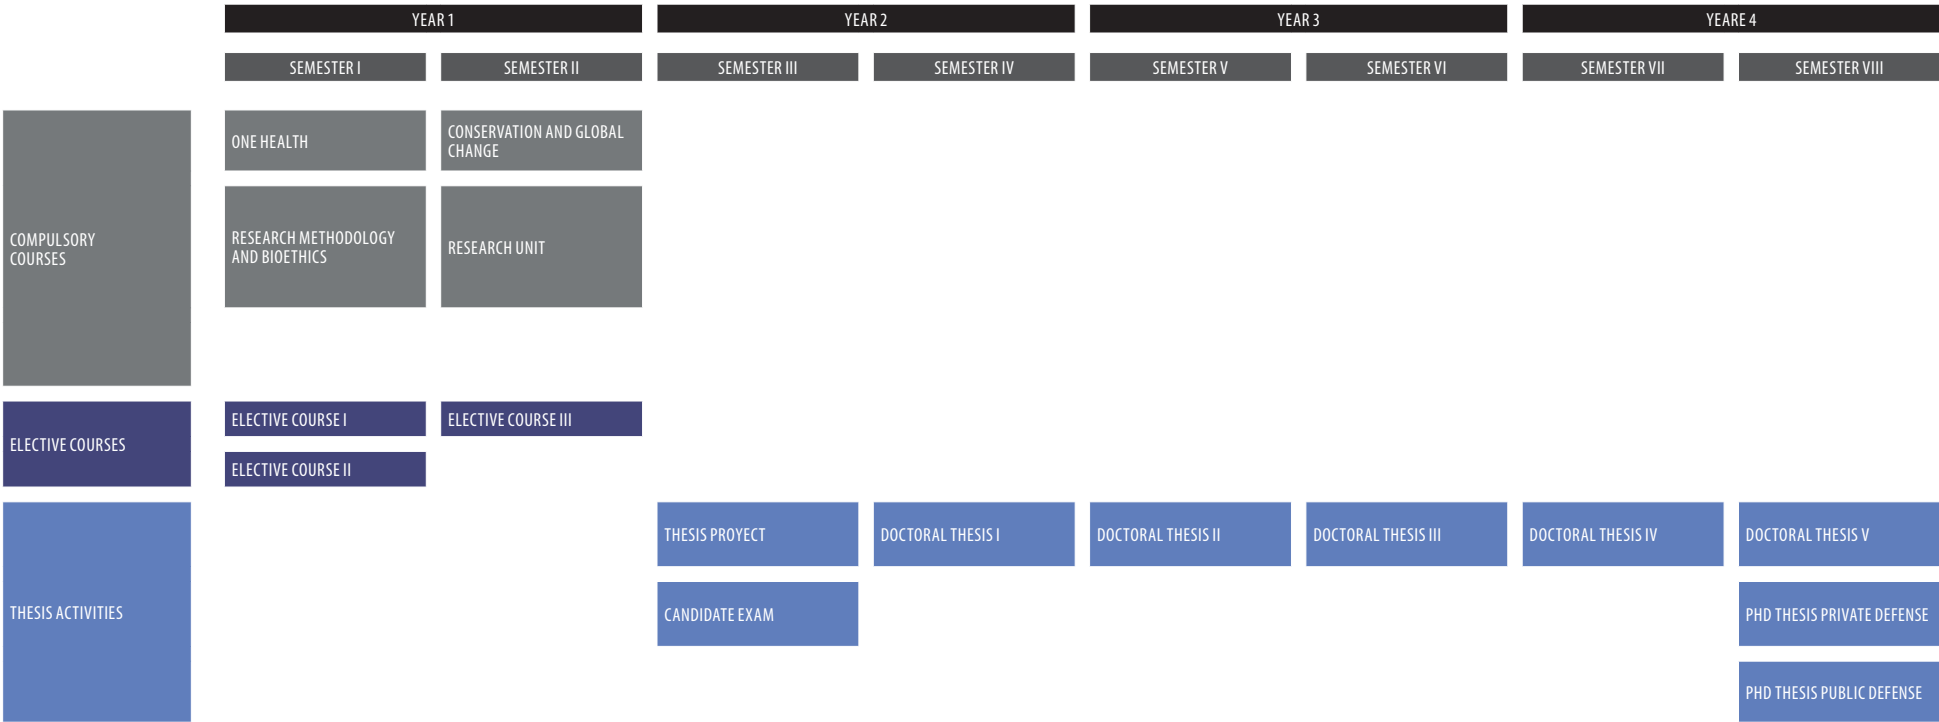 YEAR 1
YEAR 2
YEAR 3
YEARE 4
SEMESTER I
SEMESTER II
SEMESTER III
SEMESTER IV
SEMESTER V
SEMESTER VI
SEMESTER VII
SEMESTER VIII
COMPULSORY
COURSES
ONE HEALTH
CONSERVATION AND GLOBAL
CHANGE
RESEARCH METHODOLOGY
AND BIOETHICS
RESEARCH UNIT
ELECTIVE COURSES
ELECTIVE COURSE I
ELECTIVE COURSE III
ELECTIVE COURSE II
THESIS ACTIVITIES
THESIS PROYECT
DOCTORAL THESIS I
DOCTORAL THESIS II
DOCTORAL THESIS III
DOCTORAL THESIS IV
DOCTORAL THESIS V
CANDIDATE EXAM
PHD THESIS PRIVATE DEFENSE
PHD THESIS PUBLIC DEFENSE